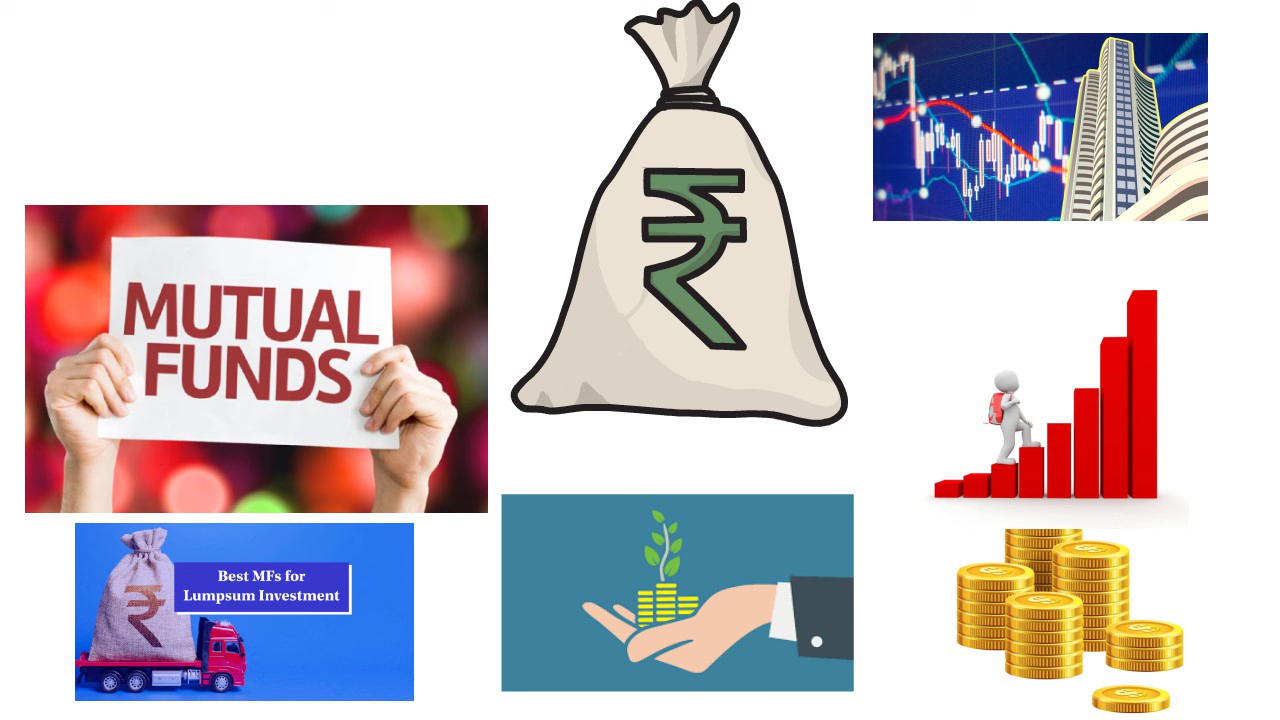 MUTUAL
FUNDS
₹
Best MFs for
Lumpsum Investment
₹